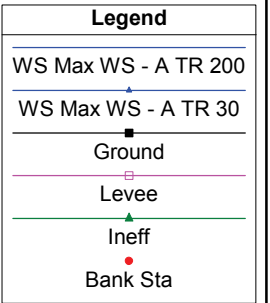 Legend
WS Max WS - A TR 200
WS Max WS - A TR 30
Ground
Levee
Ineff
Bank Sta